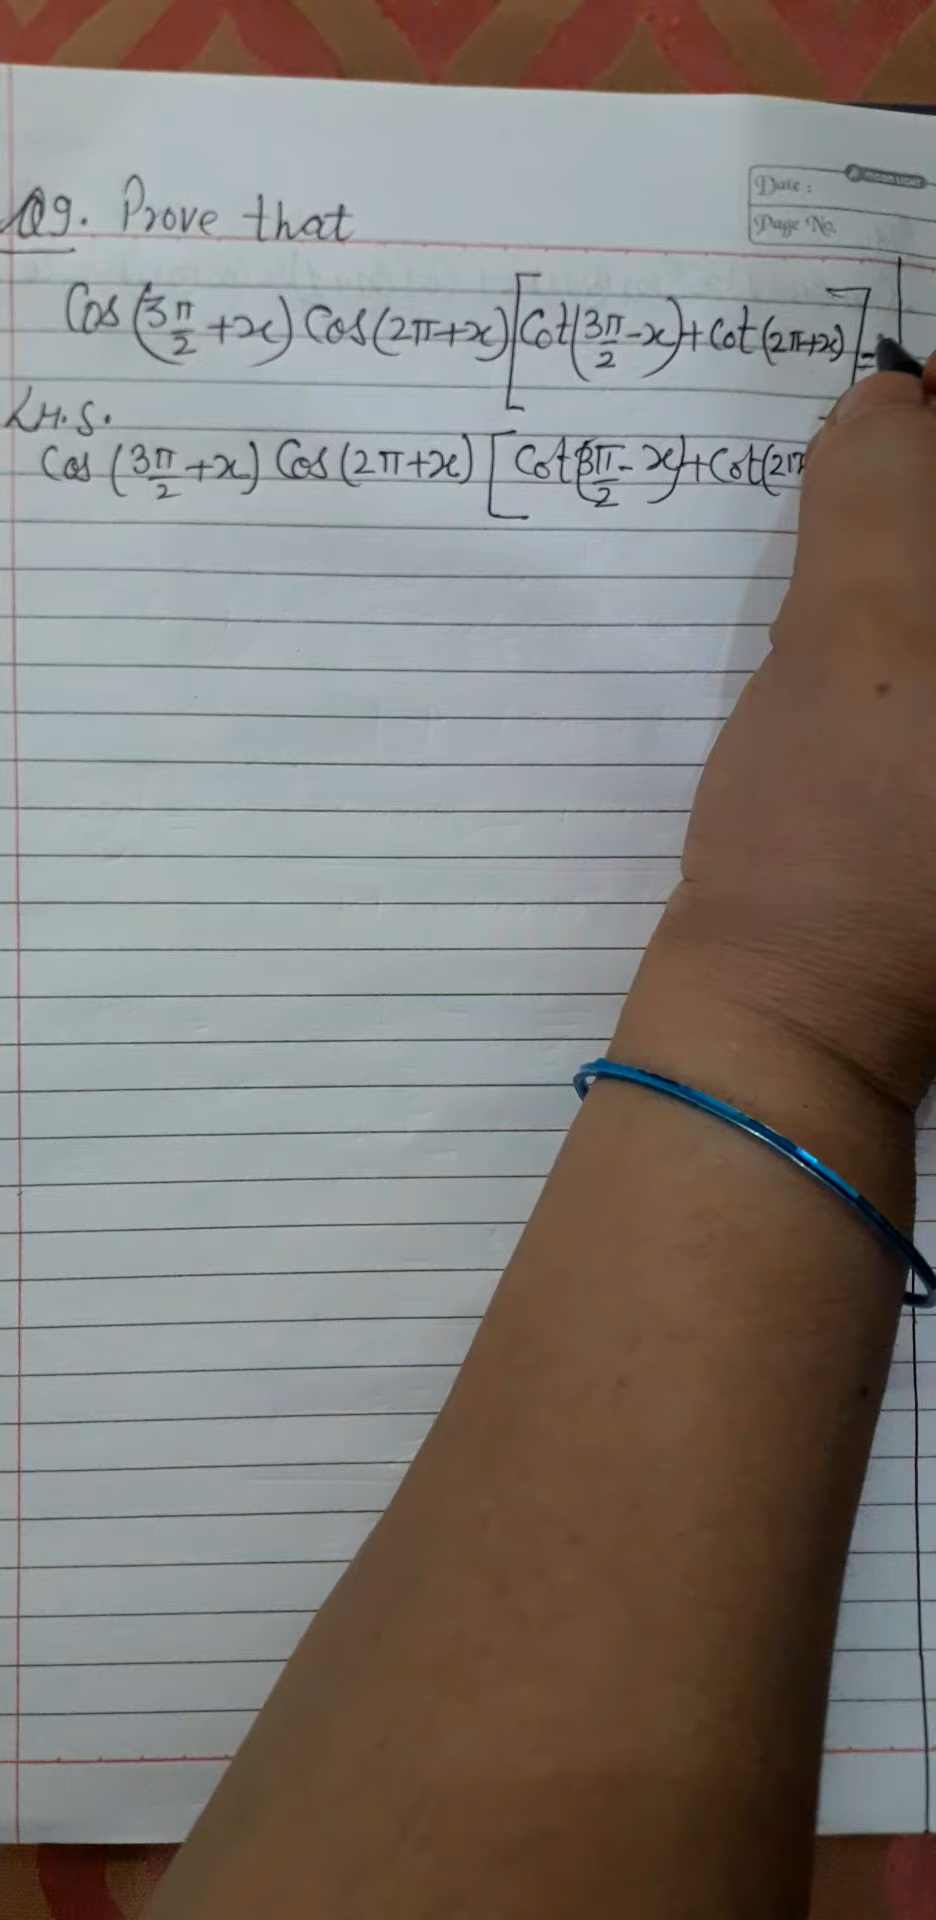 Q9. Prove that
Date :
MOONLIGHT
Page No.
Cos(3π/2 + x) Cos(2π+x)[Cot(3π/2 - x) + Cot(2π+x)] =
L.H.S.
Cos (3π/2 + x) Cos (2π + x) [Cot(3π/2 - x) + Cot(2π